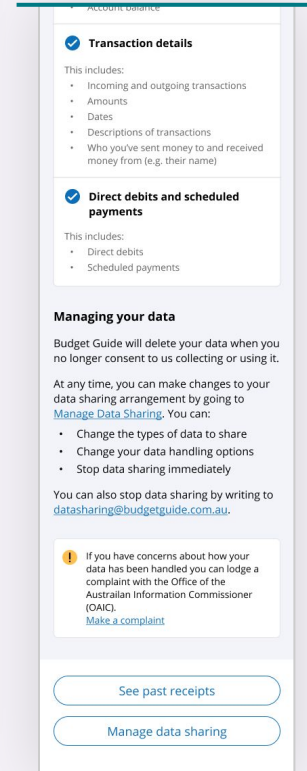 Account balance
Transaction details
This includes:
• Incoming and outgoing transactions
• Amounts
• Dates
• Descriptions of transactions
• Who you've sent money to and received
money from (e.g. their name)
Direct debits and scheduled
payments
This includes:
• Direct debits
• Scheduled payments
Managing your data
Budget Guide will delete your data when you
no longer consent to us collecting or using it.
At any time, you can make changes to your
data sharing arrangement by going to
Manage Data Sharing. You can:
• Change the types of data to share
• Change your data handling options
• Stop data sharing immediately
You can also stop data sharing by writing to
datasharing@budgetguide.com.au.
If you have concerns about how your
data has been handled you can lodge a
complaint with the Office of the
Austrailan Information Commissioner
(OAIC).
Make a complaint
See past receipts
Manage data sharing